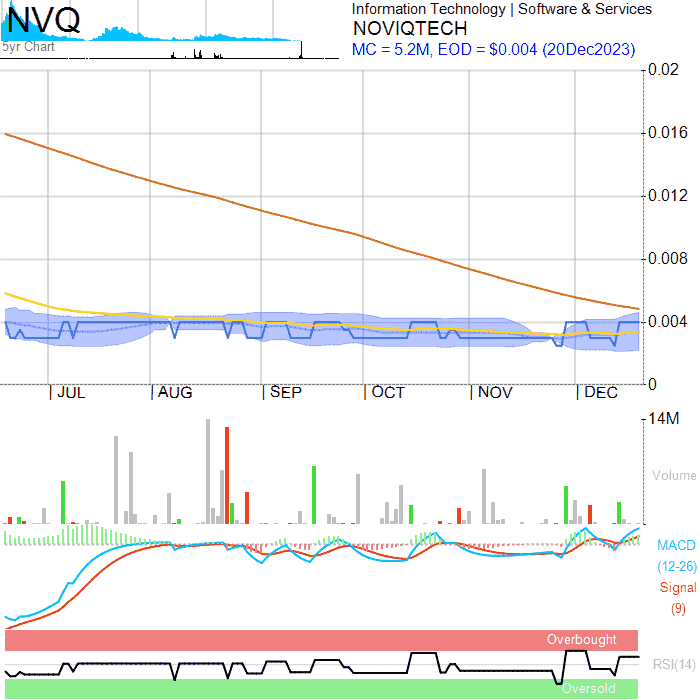 NVQ
Information Technology | Software & Services
NOVIQTECH
5yr Chart
MC = 5.2M, EOD = $0.004 (20Dec2023)
0.02
0.016
0.012
0.008
0.004
0
| JUL | AUG | SEP | OCT | NOV | DEC
14M
Volume
MACD
(12-26)
Signal
(9)
Overbought
RSI(14)
Oversold